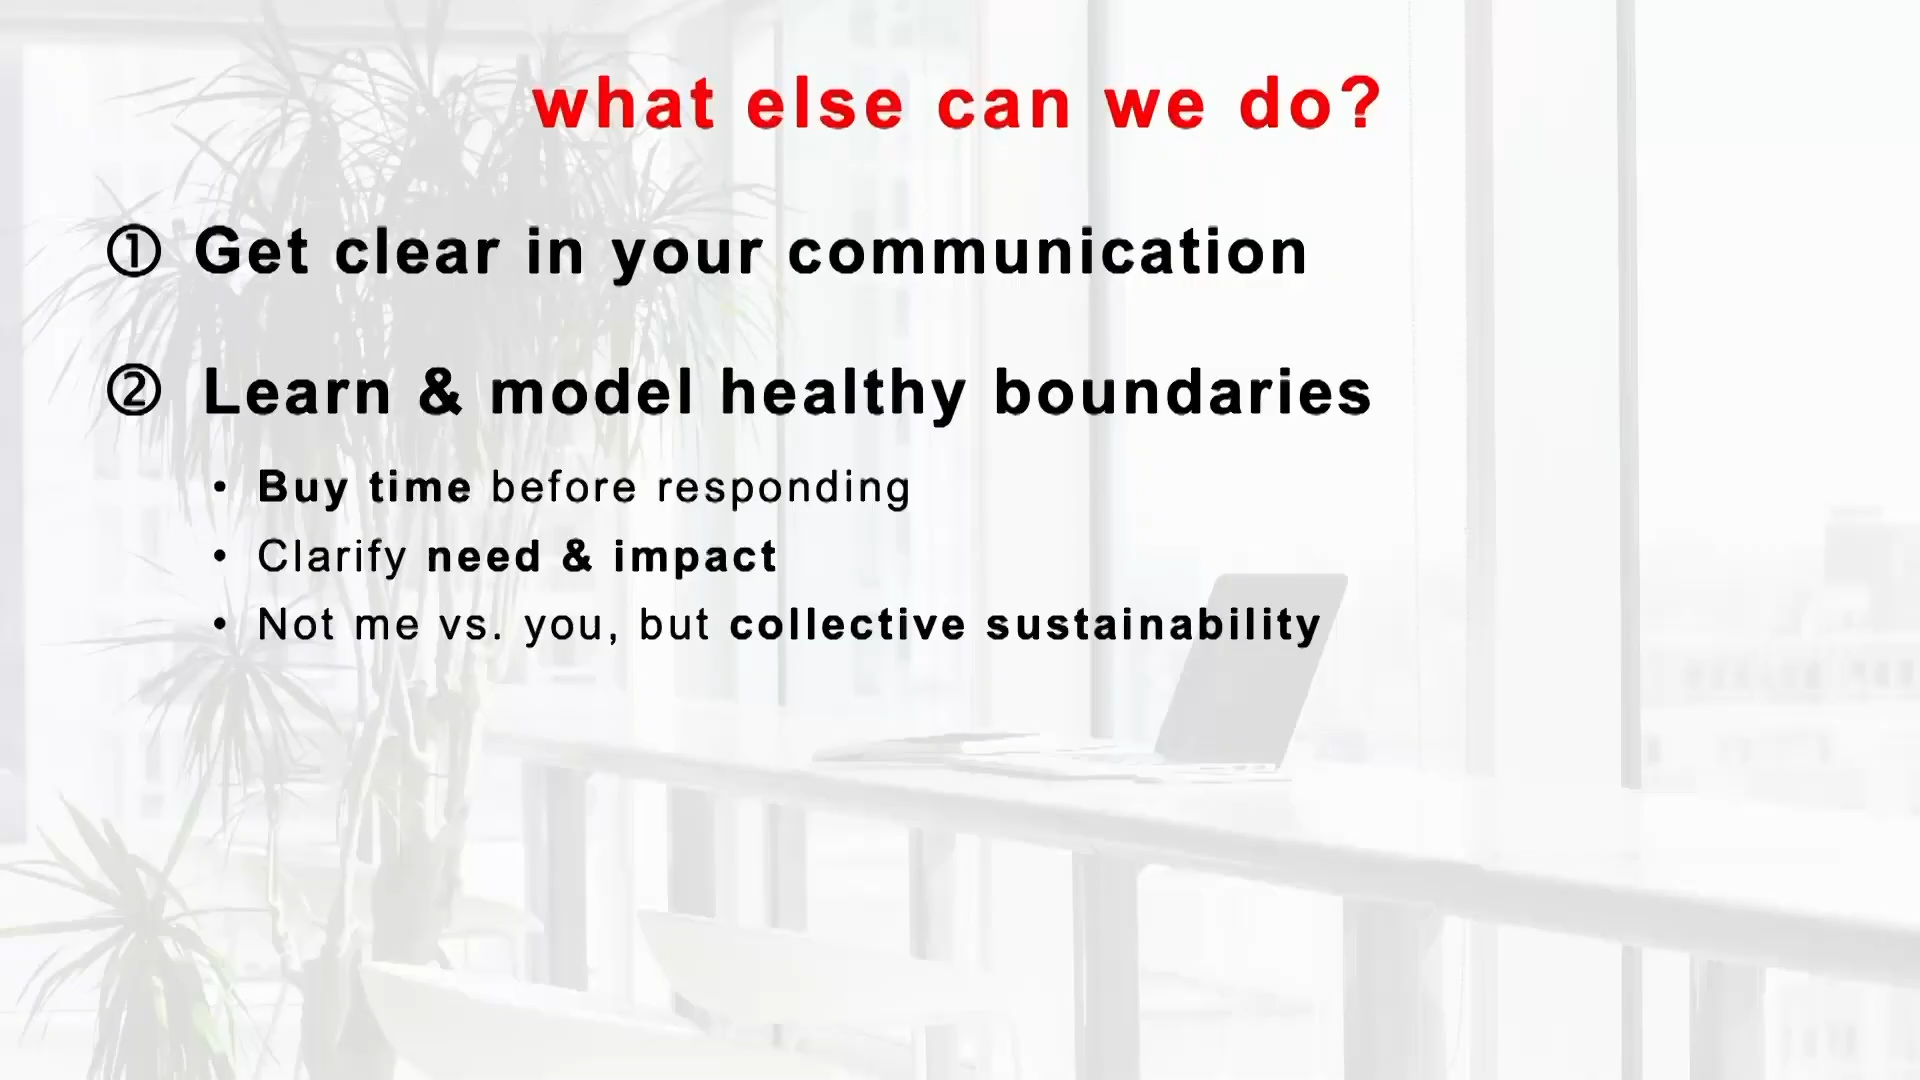 what else can we do?
① Get clear in your communication
② Learn & model healthy boundaries
• Buy time before responding
• Clarify need & impact
• Not me vs. you, but collective sustainability